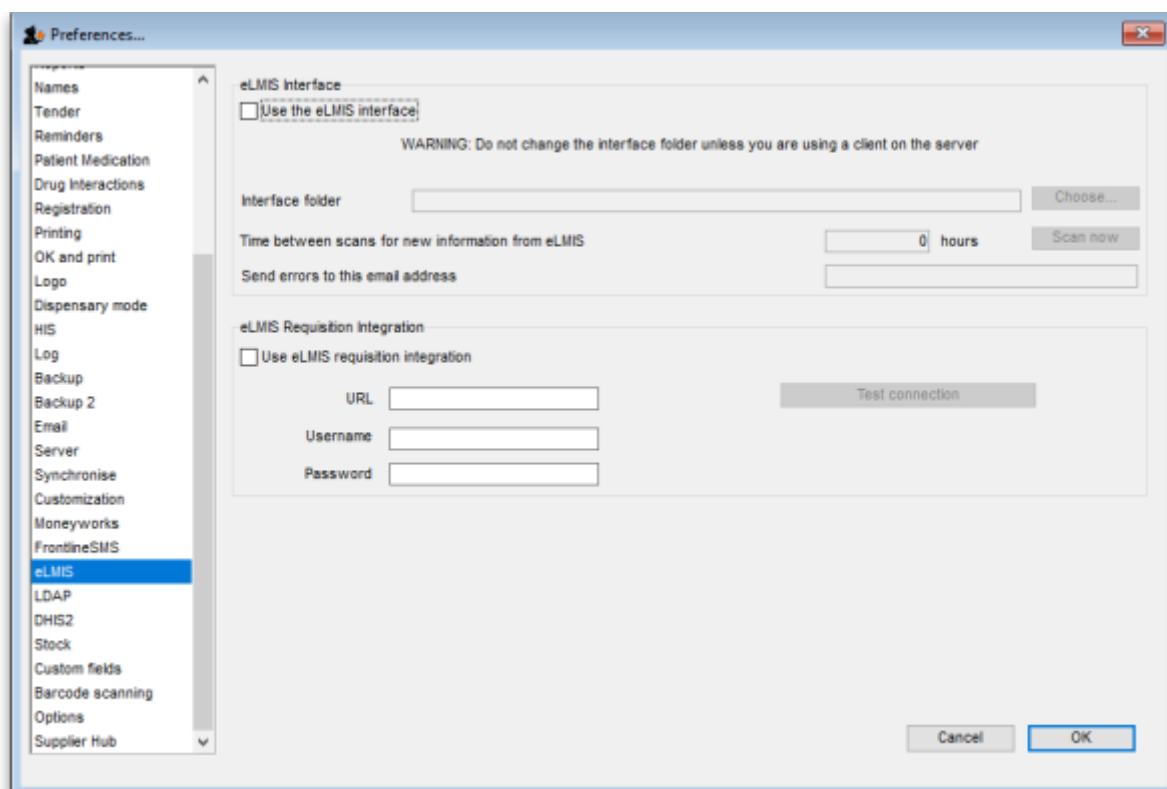 Preferences...
Reports
Names
Tender
Reminders
Patient Medication
Drug Interactions
Registration
Printing
OK and print
Logo
Dispensary mode
HIS
Log
Backup
Backup 2
Email
Server
Synchronise
Customization
Moneyworks
FrontlineSMS
eLMIS
LDAP
DHIS2
Stock
Custom fields
Barcode scanning
Options
Supplier Hub
eLMIS Interface
Use the eLMIS interface
WARNING: Do not change the interface folder unless you are using a client on the server
Interface folder Choose...
Time between scans for new information from eLMIS 0 hours Scan now
Send errors to this email address
eLMIS Requisition Integration
Use eLMIS requisition integration
URL Test connection
Username
Password
Cancel OK